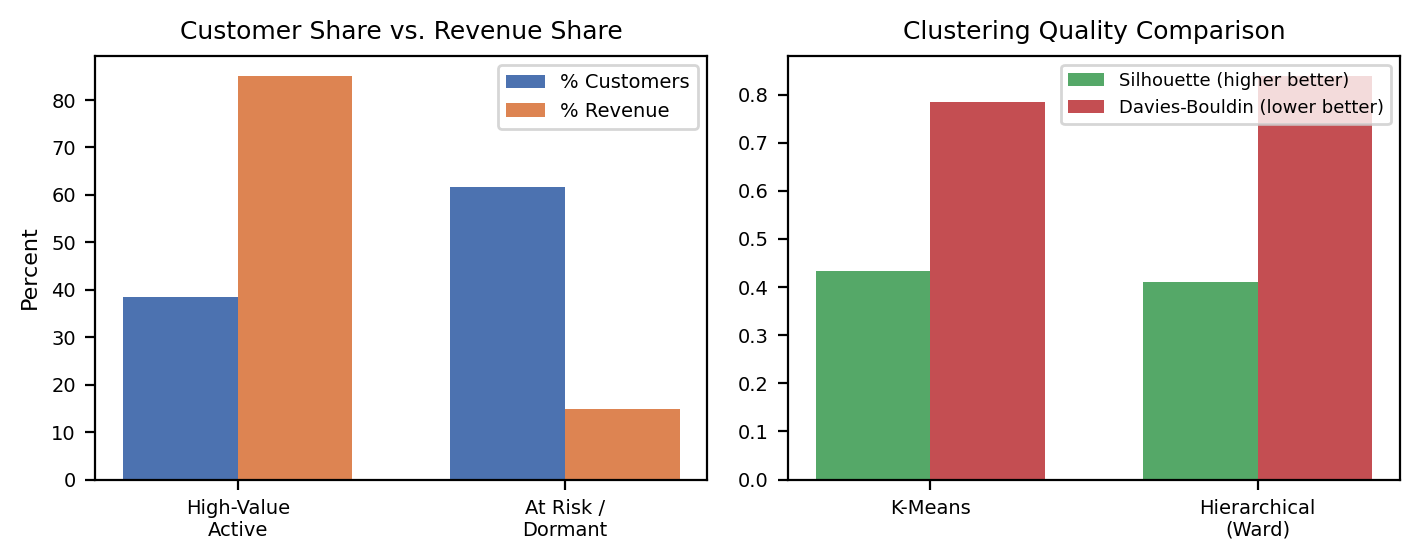 Customer Share vs. Revenue Share
% Customers
% Revenue
Percent
80
70
60
50
40
30
20
10
0
High-Value
Active
At Risk /
Dormant
Clustering Quality Comparison
Silhouette (higher better)
Davies-Bouldin (lower better)
0.8
0.7
0.6
0.5
0.4
0.3
0.2
0.1
0.0
K-Means
Hierarchical
(Ward)